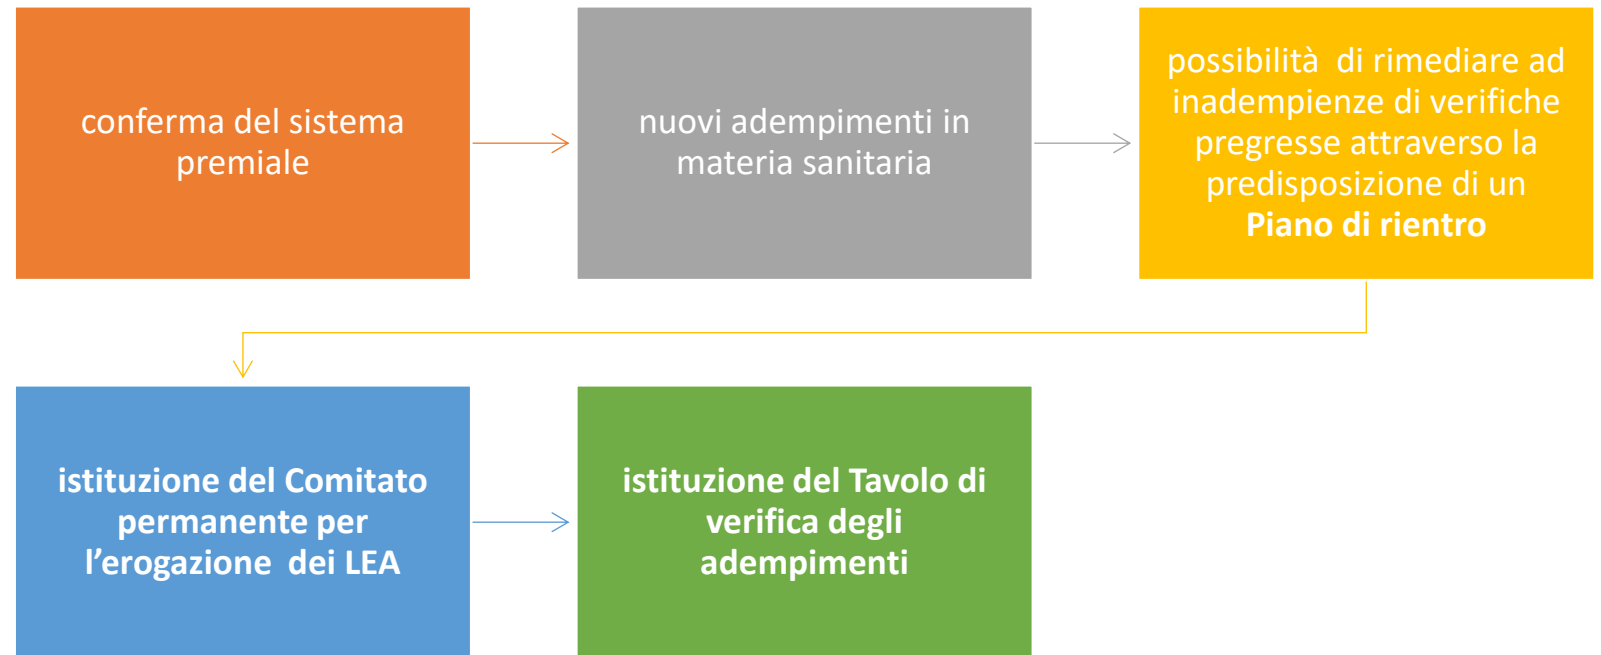 conferma del sistema
premiale
nuovi adempimenti in
materia sanitaria
possibilità  di rimediare ad
inadempienze di verifiche
pregresse attraverso la
predisposizione di un
Piano di rientro
istituzione del Comitato
permanente per
l’erogazione  dei LEA
istituzione del Tavolo di
verifica degli
adempimenti